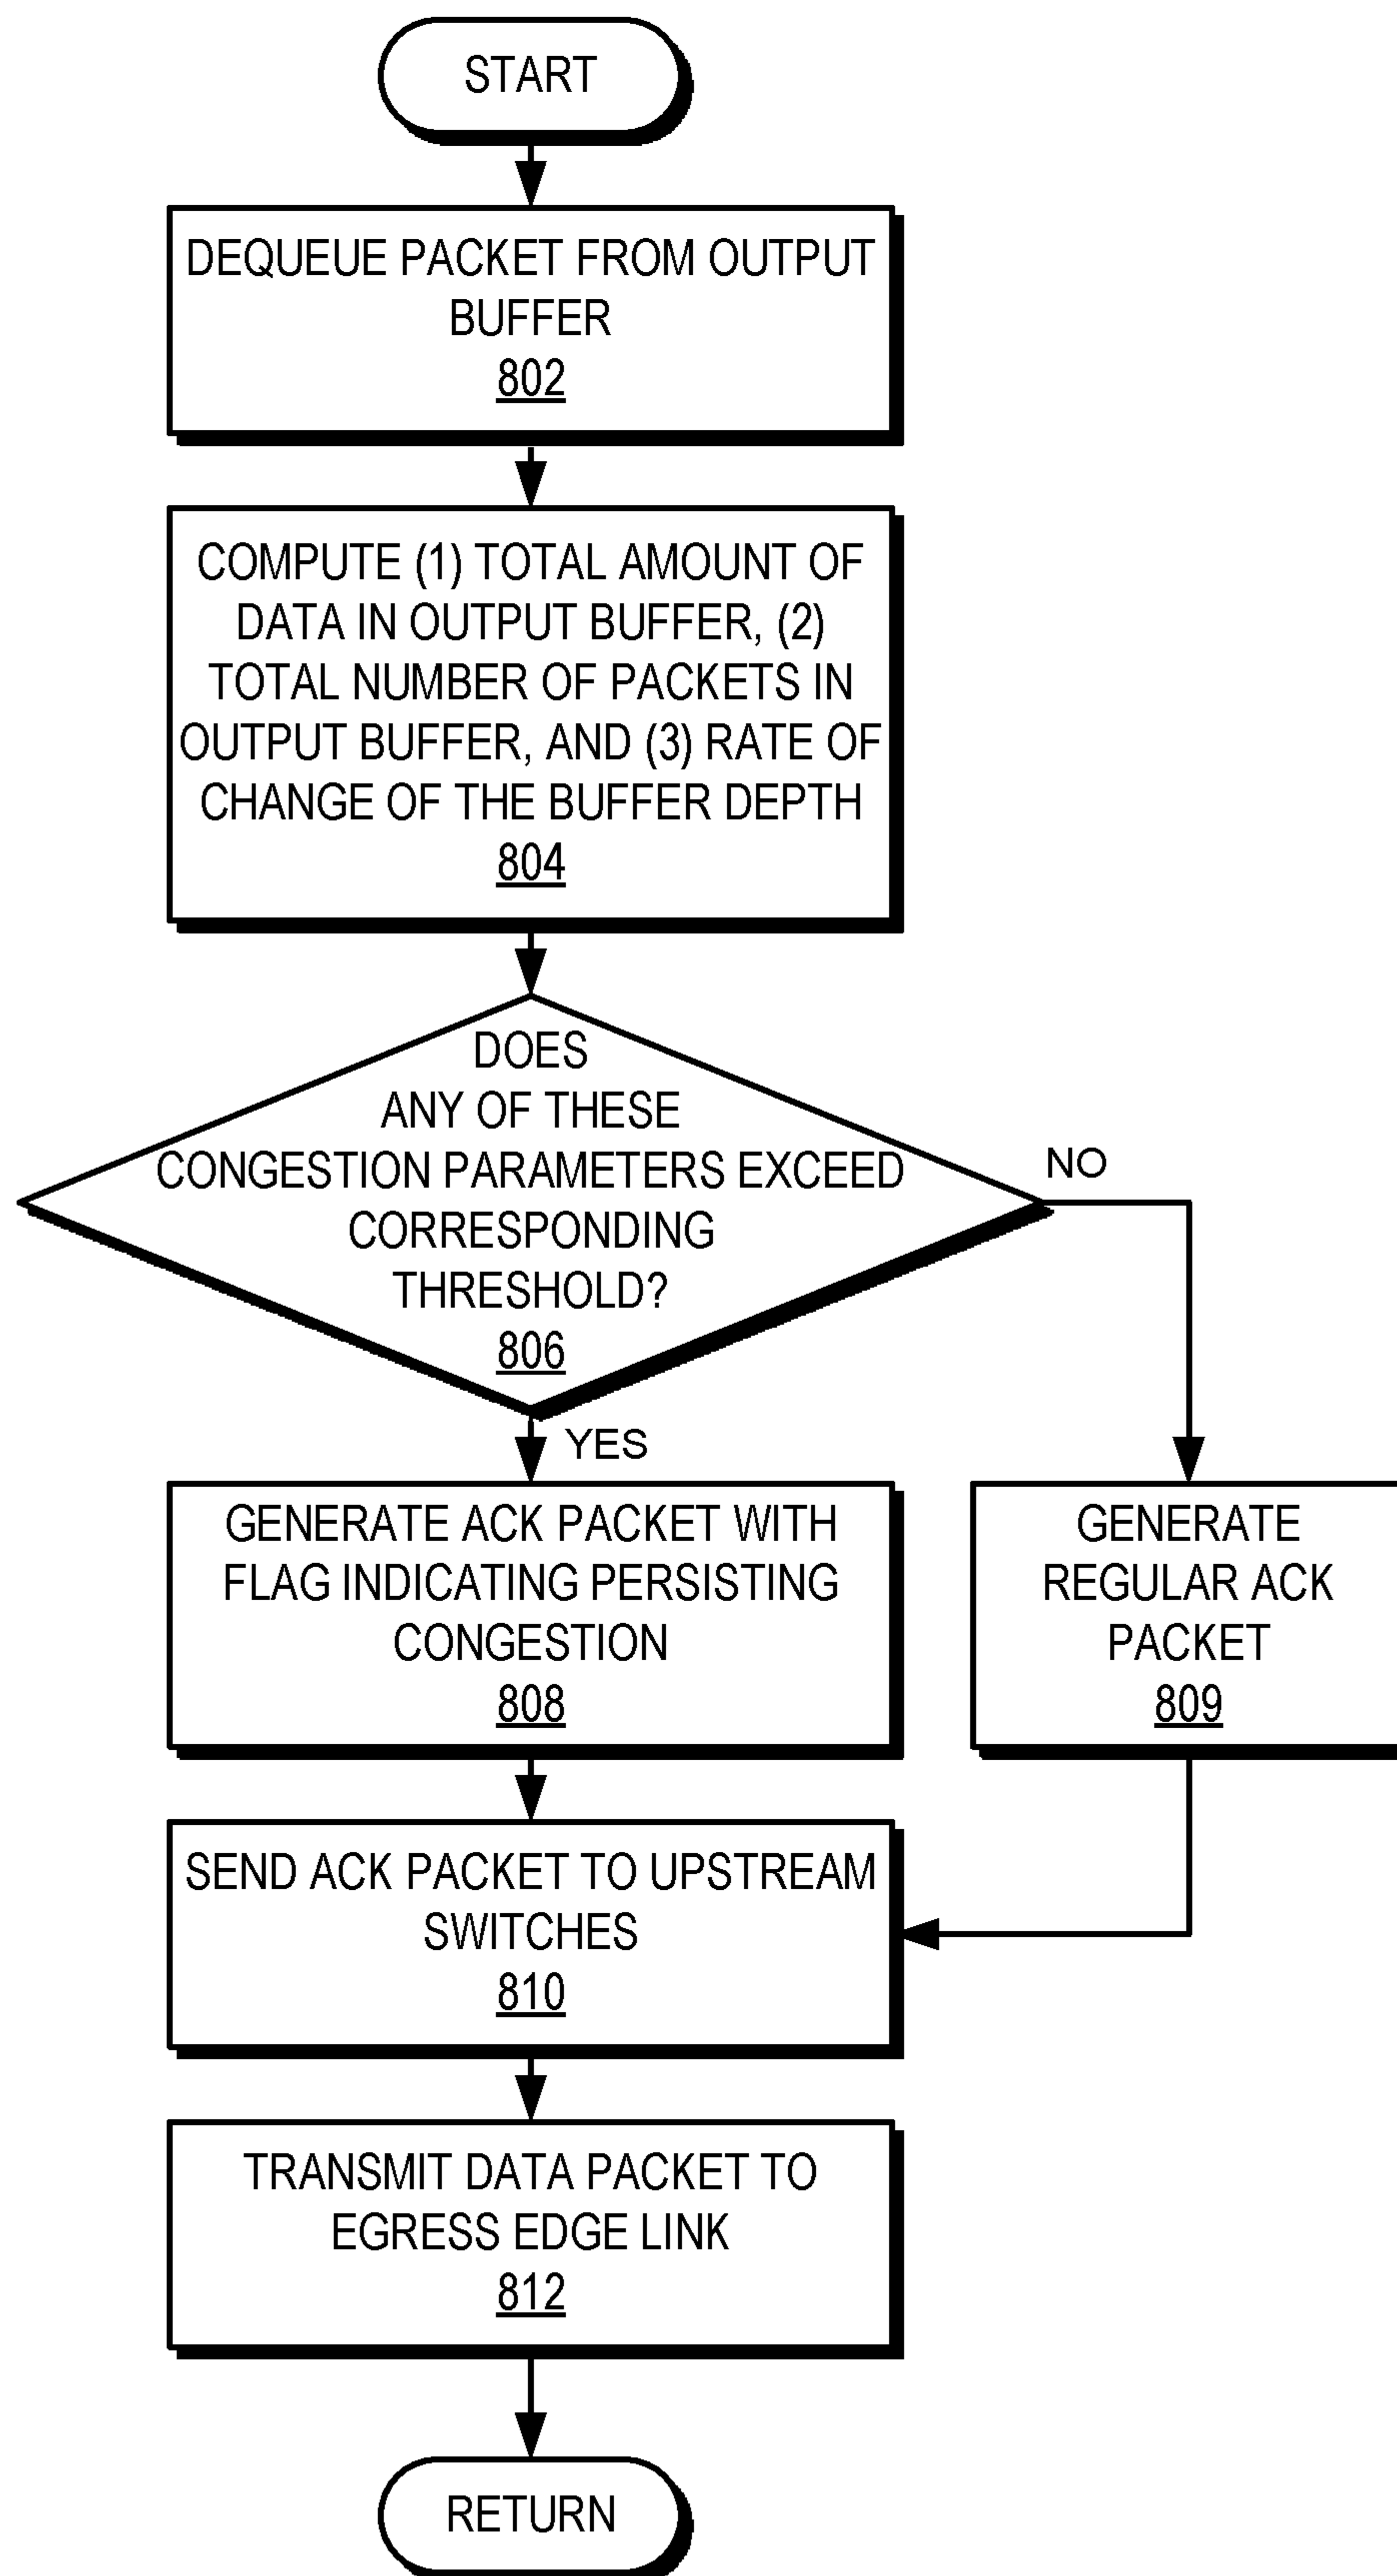 START
DEQUEUE PACKET FROM OUTPUT
BUFFER
802
COMPUTE (1) TOTAL AMOUNT OF
DATA IN OUTPUT BUFFER, (2)
TOTAL NUMBER OF PACKETS IN
OUTPUT BUFFER, AND (3) RATE OF
CHANGE OF THE BUFFER DEPTH
804
DOES
ANY OF THESE
CONGESTION PARAMETERS EXCEED
CORRESPONDING
THRESHOLD?
806
NO
YES
GENERATE ACK PACKET WITH
FLAG INDICATING PERSISTING
CONGESTION
808
GENERATE
REGULAR ACK
PACKET
809
SEND ACK PACKET TO UPSTREAM
SWITCHES
810
TRANSMIT DATA PACKET TO
EGRESS EDGE LINK
812
RETURN